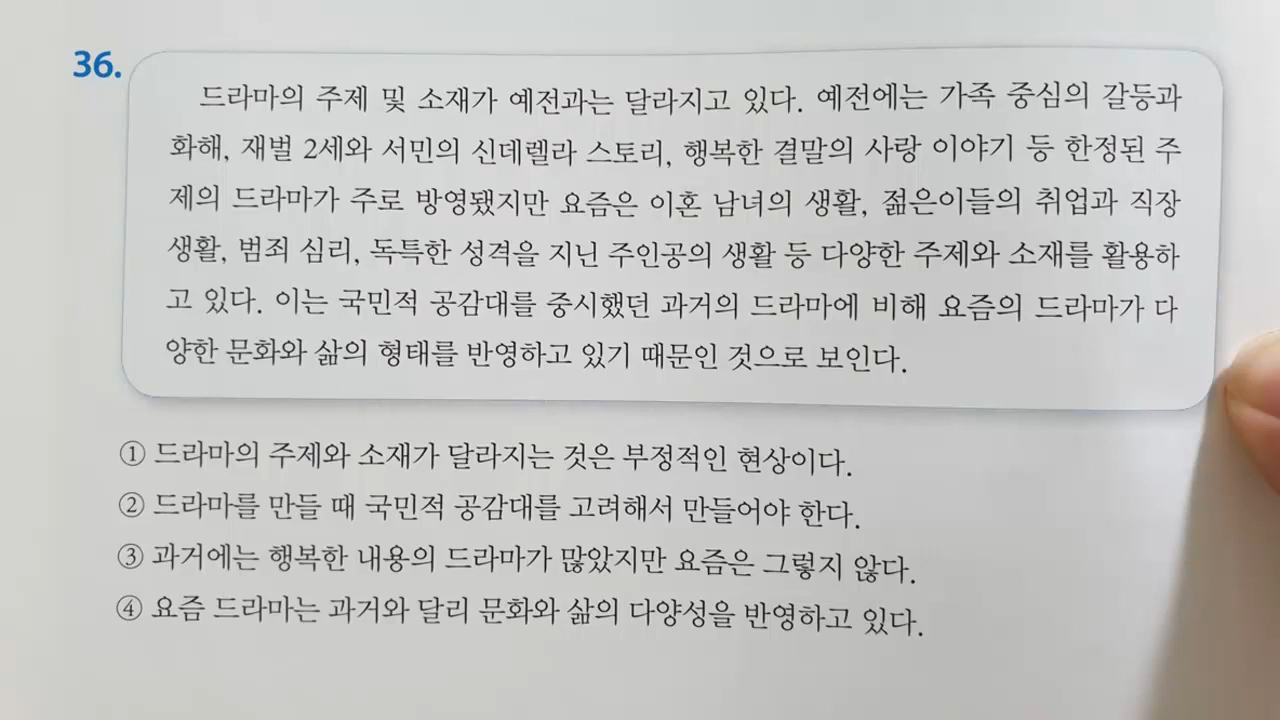 36.
드라마의 주제 및 소재가 예전과는 달라지고 있다. 예전에는 가족 중심의 갈등과
화해, 재벌 2세와 서민의 신데렐라 스토리, 행복한 결말의 사랑 이야기 등 한정된 주
제의 드라마가 주로 방영됐지만 요즘은 이혼 남녀의 생활, 젊은이들의 취업과 직장
생활, 범죄 심리, 독특한 성격을 지닌 주인공의 생활 등 다양한 주제와 소재를 활용하
고 있다. 이는 국민적 공감대를 중시했던 과거의 드라마에 비해 요즘의 드라마가 다
양한 문화와 삶의 형태를 반영하고 있기 때문인 것으로 보인다.
① 드라마의 주제와 소재가 달라지는 것은 부정적인 현상이다.
② 드라마를 만들 때 국민적 공감대를 고려해서 만들어야 한다.
③ 과거에는 행복한 내용의 드라마가 많았지만 요즘은 그렇지 않다.
④ 요즘 드라마는 과거와 달리 문화와 삶의 다양성을 반영하고 있다.